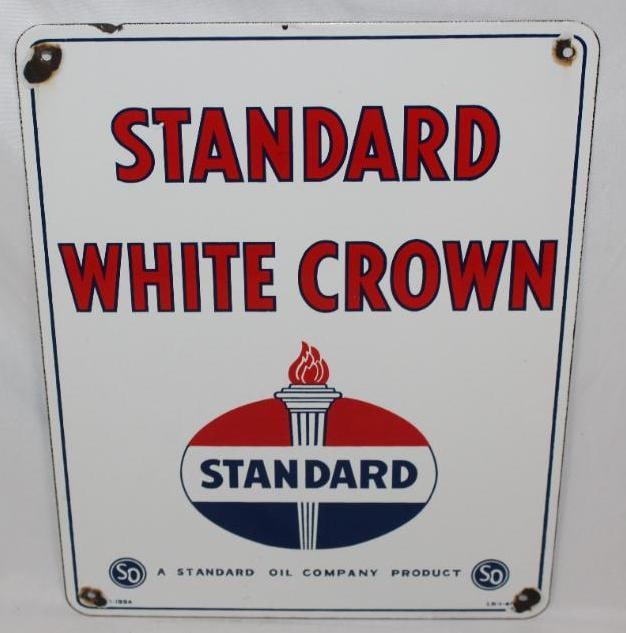 STANDARD
WHITE CROWN
STANDARD
SO A STANDARD OIL COMPANY PRODUCT SO